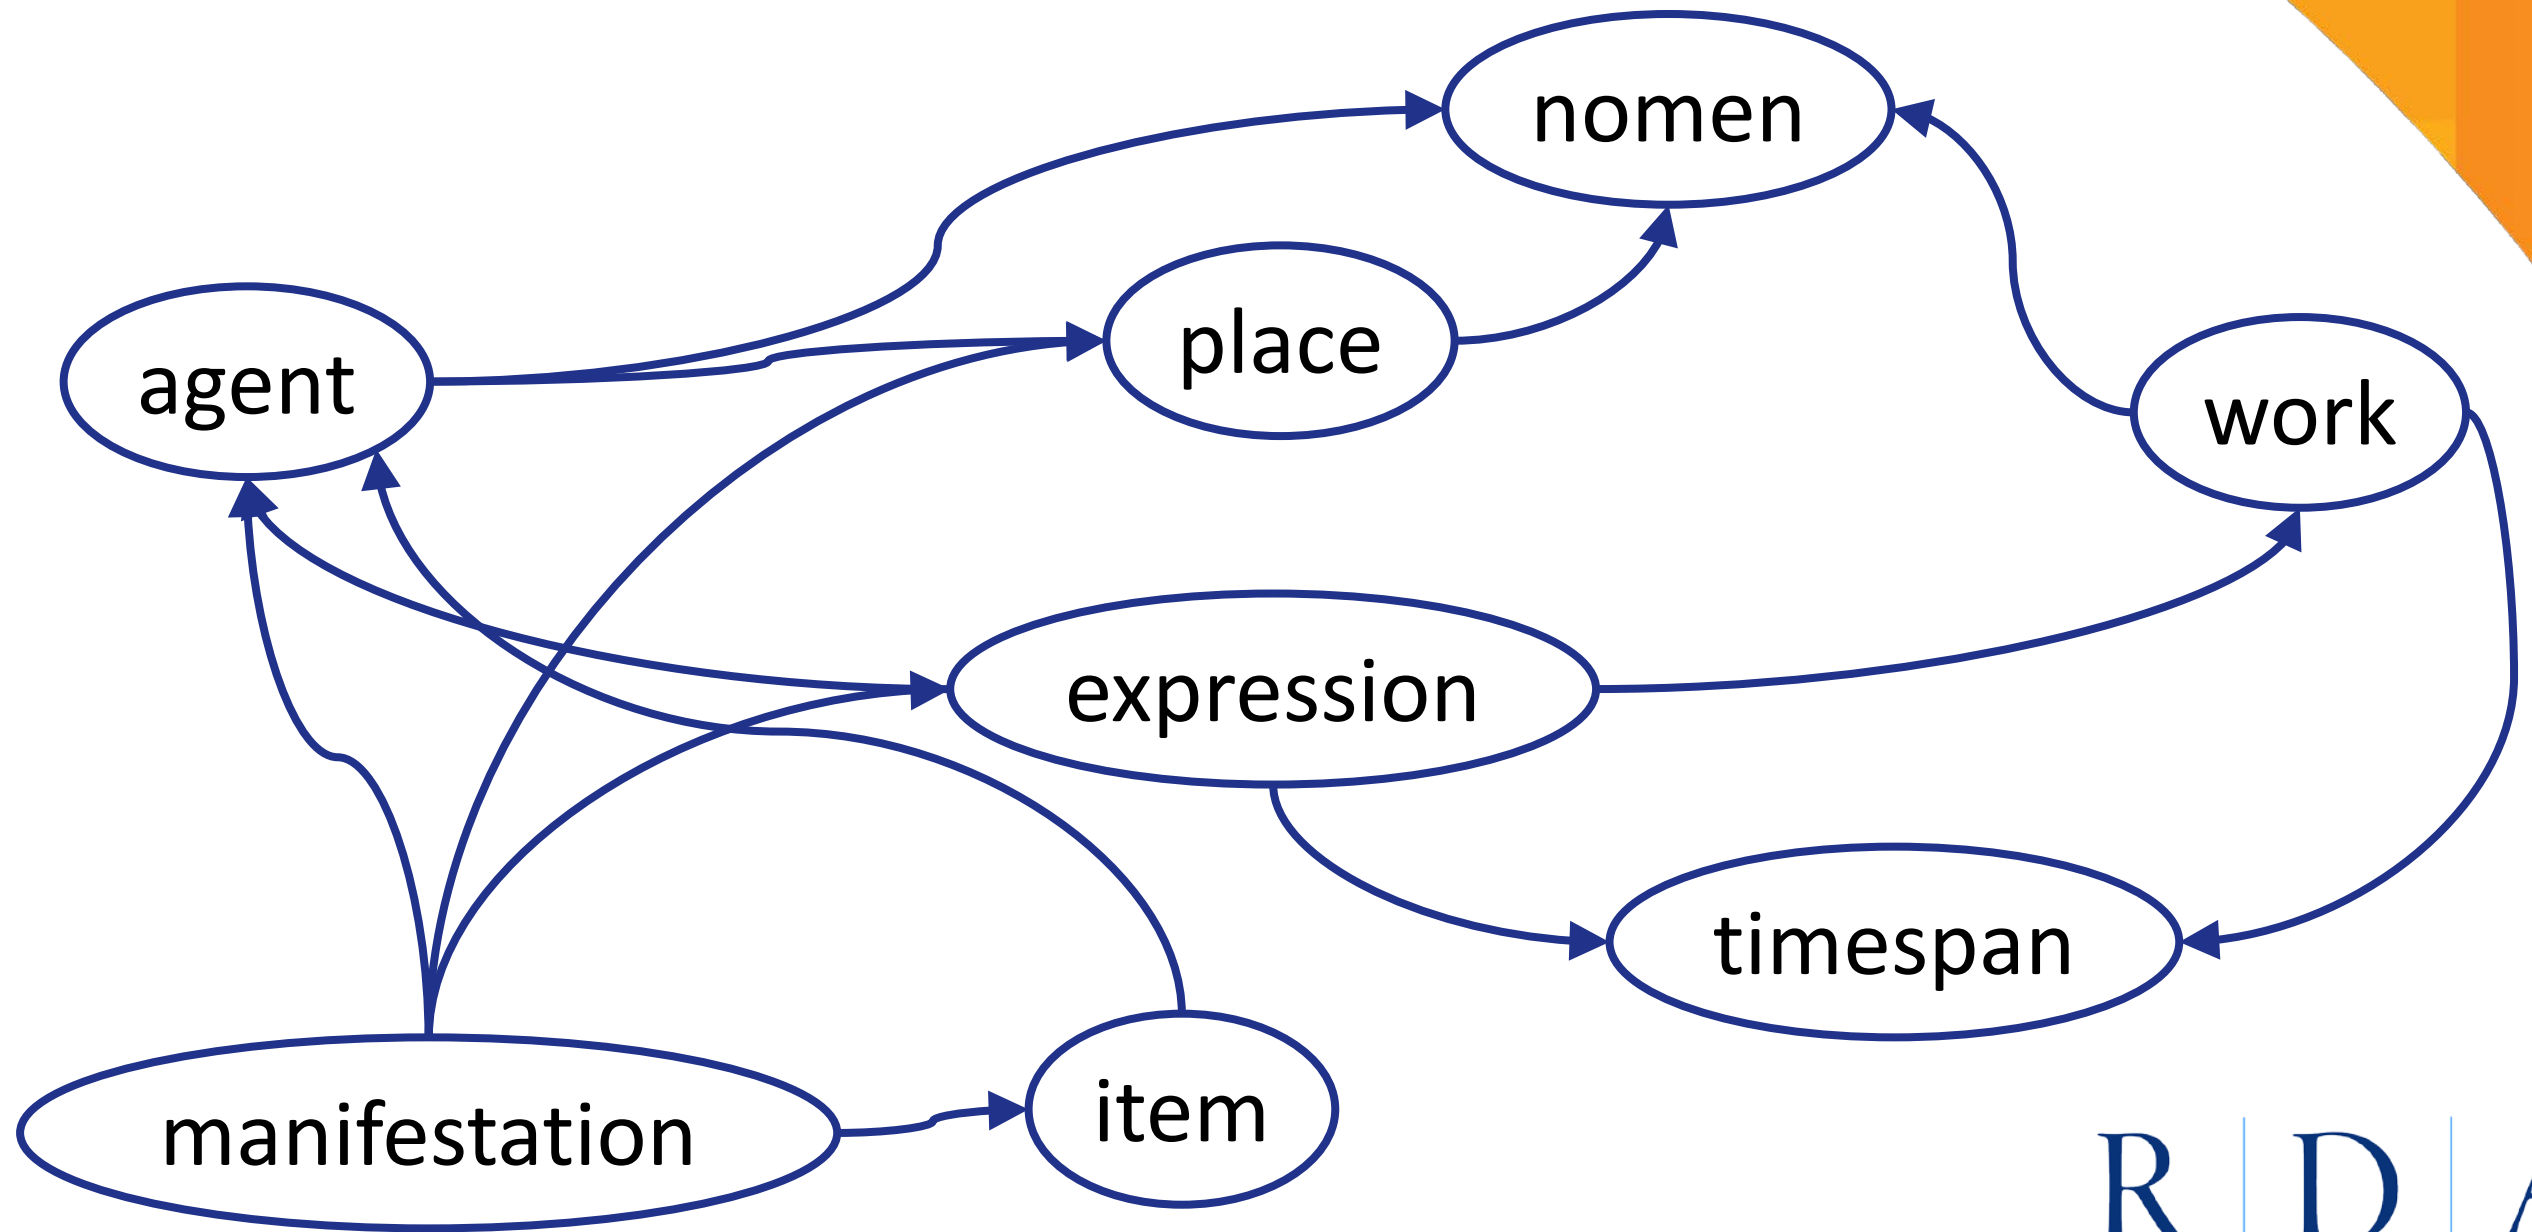 nomen
place
agent
work
expression
timespan
item
manifestation
R D A